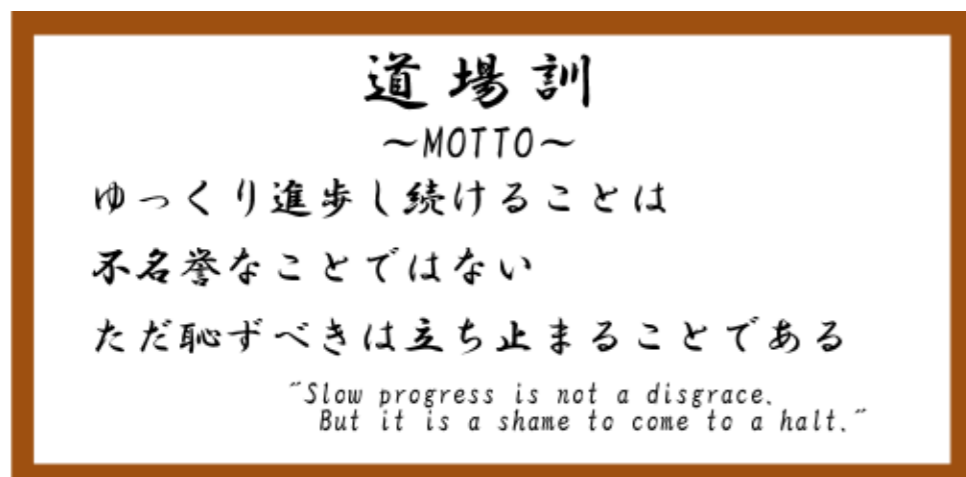 道場訓
～MOTTO～
ゆっくり進歩し続けることは
不名誉なことではない
ただ恥ずべきは立ち止まることである
"Slow progress is not a disgrace.
But it is a shame to come to a halt."